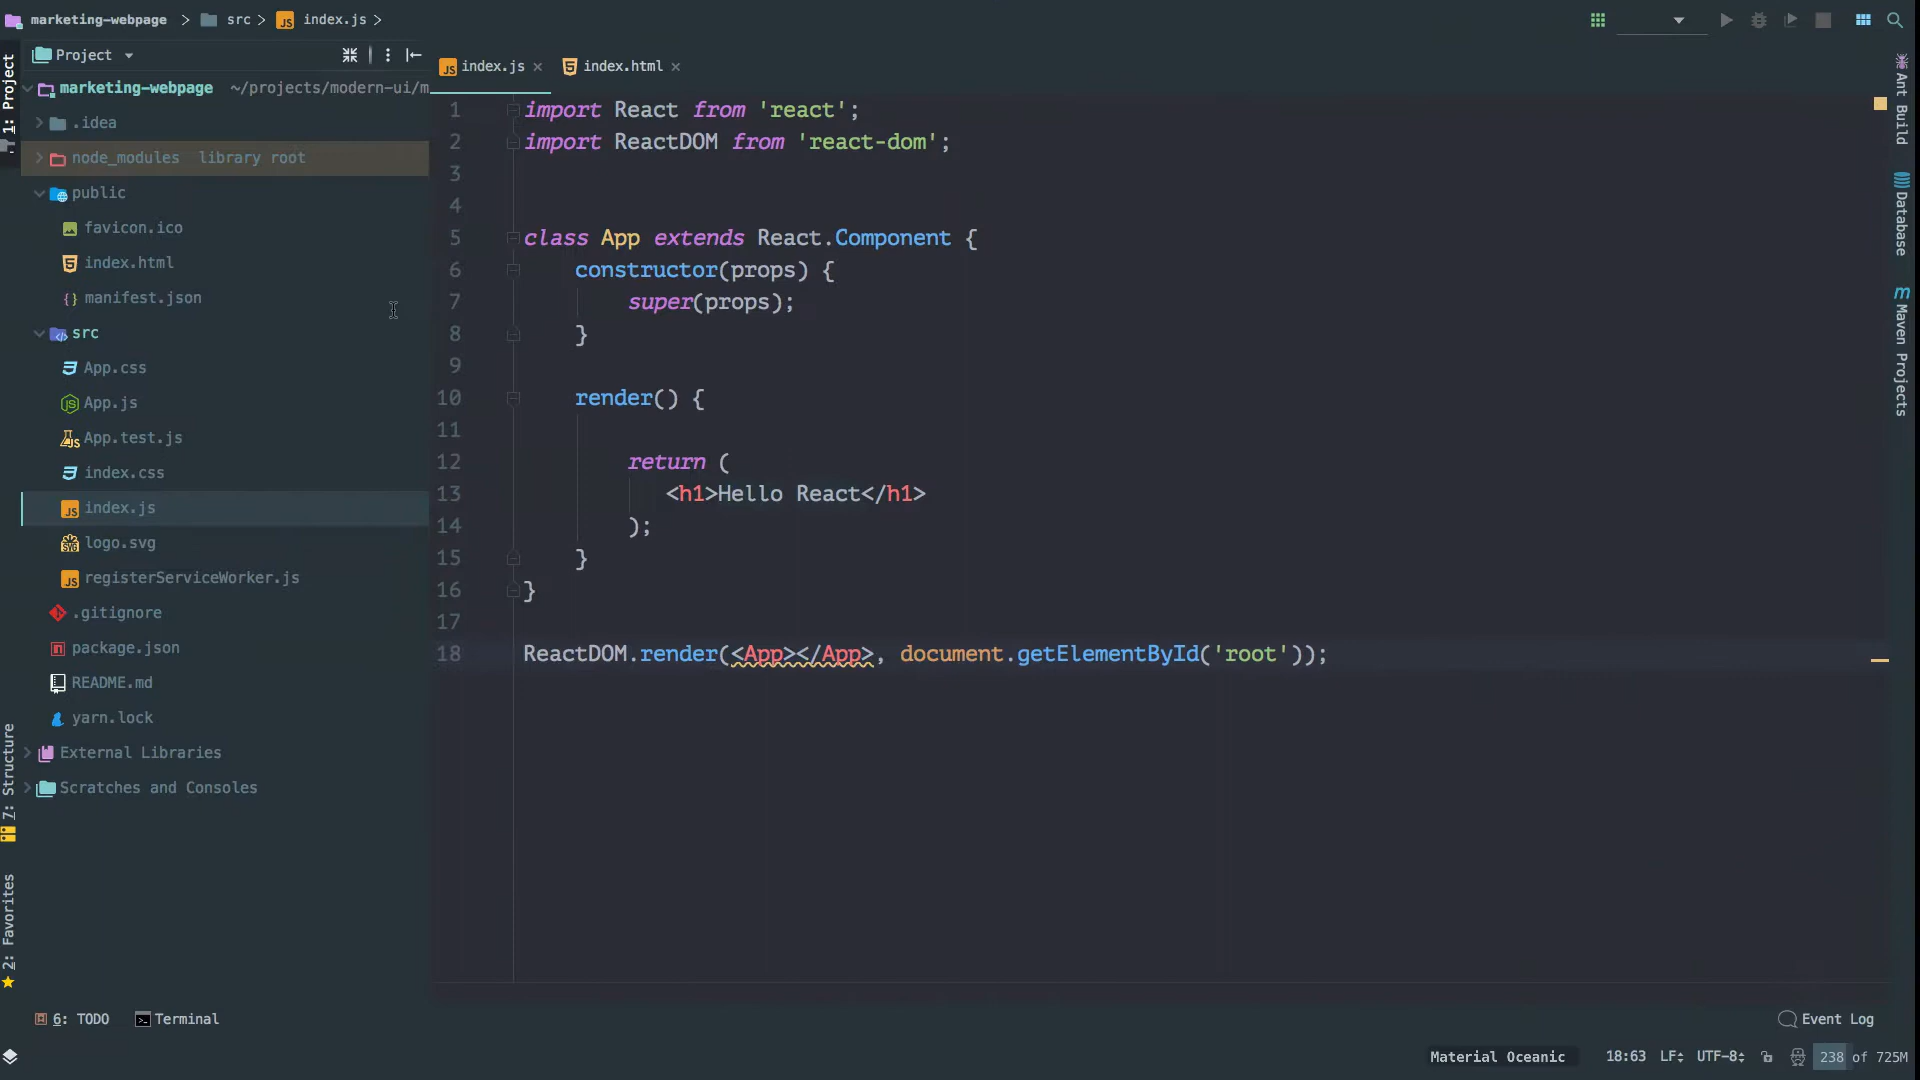 marketing-webpage > src > index.js >
Project
index.js × index.html ×
1: Project
marketing-webpage ~/projects/modern-ui/m
.idea
node_modules library root
public
favicon.ico
index.html
manifest.json
src
App.css
App.js
App.test.js
index.css
index.js
logo.svg
registerServiceWorker.js
.gitignore
package.json
README.md
yarn.lock
External Libraries
Scratches and Consoles
7: Structure
2: Favorites
1 import React from 'react';
2 import ReactDOM from 'react-dom';
3
4
5 class App extends React.Component {
6 constructor(props) {
7 super(props);
8 }
9
10 render() {
11
12 return (
13 <h1>Hello React</h1>
14 );
15 }
16 }
17
18 ReactDOM.render(<App></App>, document.getElementById('root'));
Ant Build
Database
Maven Projects
6: TODO Terminal
Event Log
Material Oceanic 18:63 LF UTF-8 238 of 725M